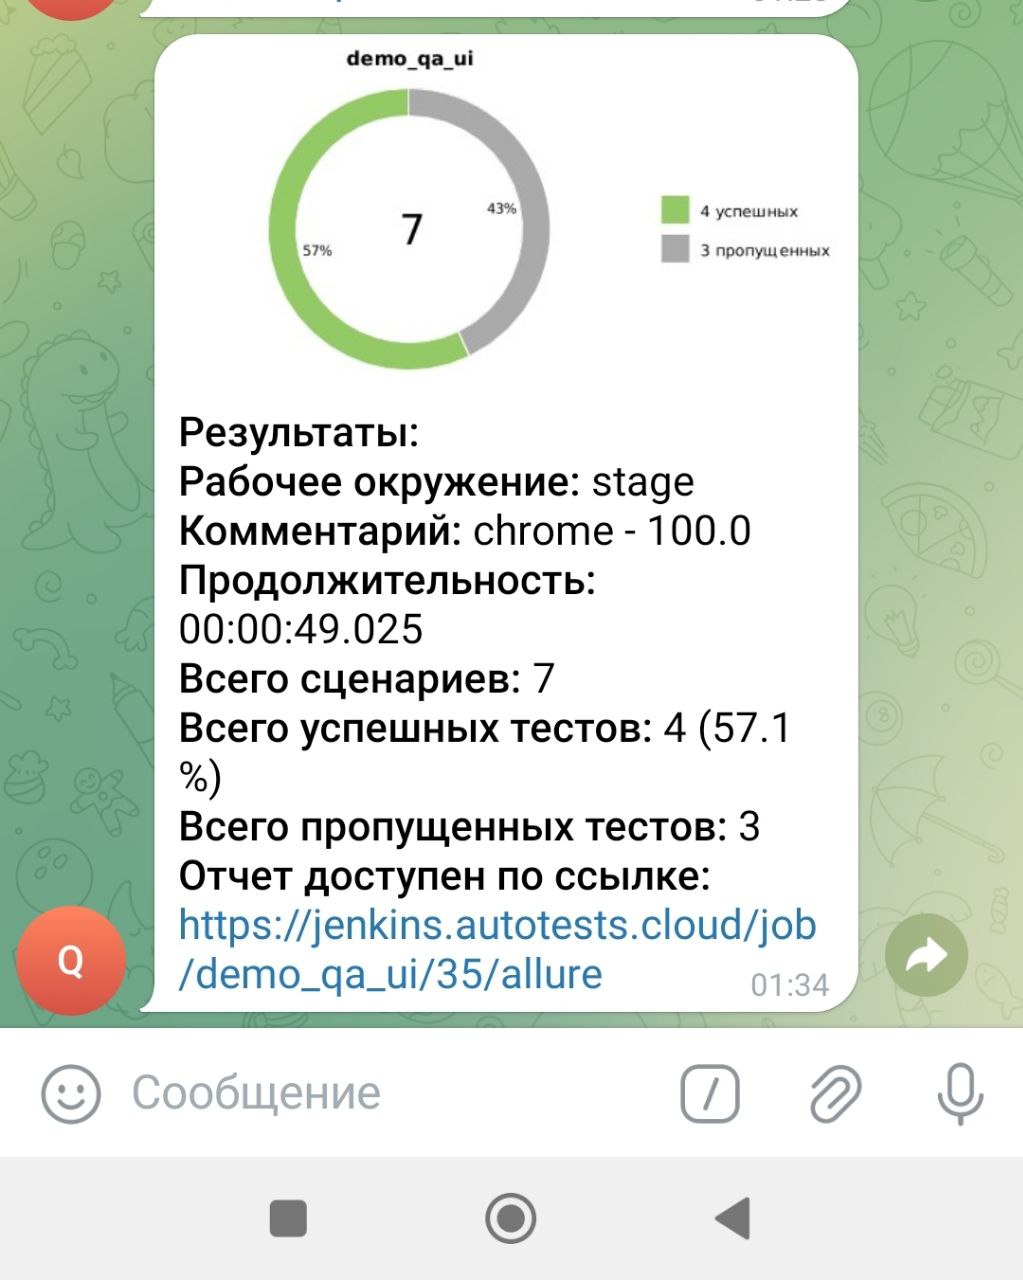 demo_qa_ui
7
43%
57%
4 успешных
3 пропущенных
Результаты:
Рабочее окружение: stage
Комментарий: chrome - 100.0
Продолжительность:
00:00:49.025
Всего сценариев: 7
Всего успешных тестов: 4 (57.1
%)
Всего пропущенных тестов: 3
Отчет доступен по ссылке:
https://jenkins.autotests.cloud/job
/demo_qa_ui/35/allure
01:34
Q
Сообщение